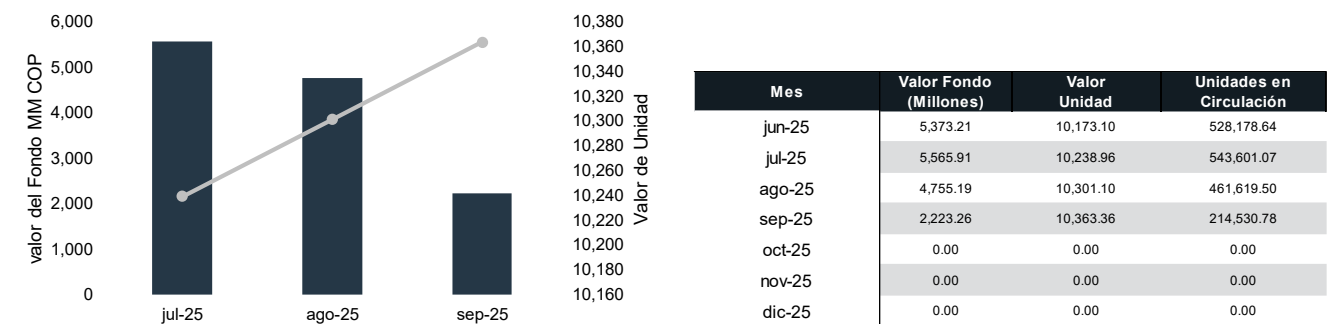 valor del Fondo MM COP
6,000
5,000
4,000
3,000
2,000
1,000
0
jul-25 ago-25 sep-25
10,380
10,360
10,340
10,320
10,300
10,280
10,260
10,240
10,220
10,200
10,180
10,160
Valor de Unidad
Mes Valor Fondo (Millones) Valor Unidad Unidades en Circulación
jun-25 5,373.21 10,173.10 528,178.64
jul-25 5,565.91 10,238.96 543,601.07
ago-25 4,755.19 10,301.10 461,619.50
sep-25 2,223.26 10,363.36 214,530.78
oct-25 0.00 0.00 0.00
nov-25 0.00 0.00 0.00
dic-25 0.00 0.00 0.00